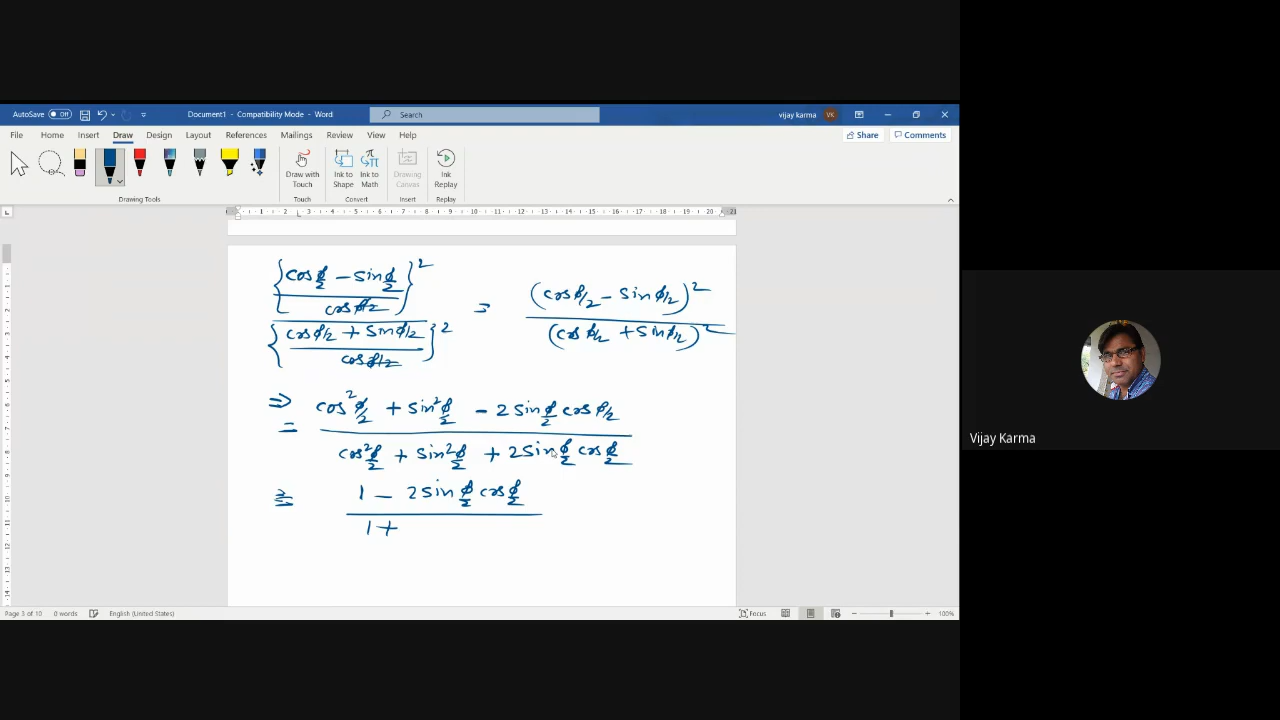 AutoSave Off Document1 - Compatibility Mode - Word Search vijay karma VK
File Home Insert Draw Design Layout References Mailings Review View Help Share Comments
Draw with Touch Ink to Shape Ink to Math Drawing Canvas Ink Replay
Drawing Tools Touch Convert Insert Replay
{(cos ϕ/2 − sin ϕ/2)/cos ϕ/2}² / {(cos ϕ/2 + sin ϕ/2)/cos ϕ/2}² = (cos ϕ/2 − sin ϕ/2)² / (cos ϕ/2 + sin ϕ/2)²
⇒ = (cos² ϕ/2 + sin² ϕ/2 − 2 sin ϕ/2 cos ϕ/2) / (cos² ϕ/2 + sin² ϕ/2 + 2 sin ϕ/2 cos ϕ/2)
= 1 − 2 sin ϕ/2 cos ϕ/2
1 +
Vijay Karma
Page 3 of 10 0 words English (United States) Focus 100%